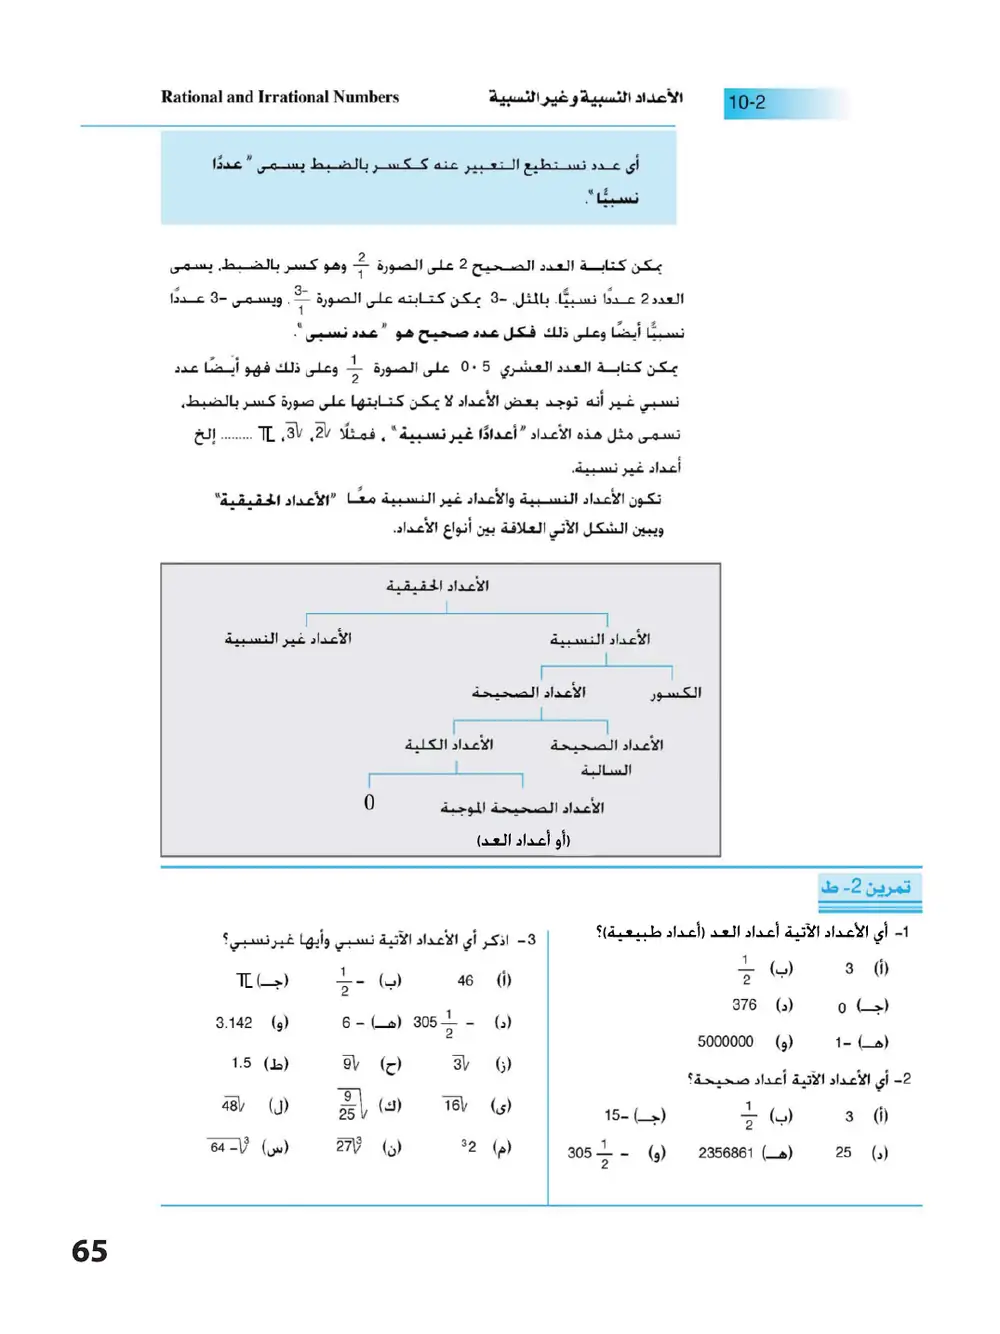 10-2
الأعداد النسبية وغير النسبية Rational and Irrational Numbers
أي عدد نستطيع التعبير عنه ككسر بالضبط يسمى "عددًا
نسبيًّا".
يمكن كتابة العدد الصحيح 2 على الصورة 2/1 وهو كسر بالضبط. يسمى
العدد 2 عددًا نسبيًّا. بالمثل، -3 يمكن كتابته على الصورة -3/1 . ويسمى -3 عددًا
نسبيًّا أيضًا وعلى ذلك فكل عدد صحيح هو "عدد نسبي".
يمكن كتابة العدد العشري 5 ٠ 0 على الصورة 1/2 وعلى ذلك فهو أيضًا عدد
نسبي غير أنه توجد بعض الأعداد لا يمكن كتابتها على صورة كسر بالضبط،
تسمى مثل هذه الأعداد "أعدادًا غير نسبية" ، فمثلًا √2، √3، π ......... إلخ
أعداد غير نسبية.
تكون الأعداد النسبية والأعداد غير النسبية معًا "الأعداد الحقيقية"
ويبين الشكل الآتي العلاقة بين أنواع الأعداد.
الأعداد الحقيقية
الأعداد النسبية الأعداد غير النسبية
الكسور الأعداد الصحيحة
الأعداد الصحيحة الأعداد الكلية
السالبة
الأعداد الصحيحة الموجبة 0
(أو أعداد العد)
تمرين 2- ط
1- أي الأعداد الآتية أعداد العد (أعداد طبيعية)؟
(أ) 3 (ب) 1/2
(جـ) 0 (د) 376
(هـ) -1 (و) 5000000
2- أي الأعداد الآتية أعداد صحيحة؟
(أ) 3 (ب) 1/2 (جـ) -15
(د) 25 (هـ) 2356861 (و) - 305 1/2
3- اذكر أي الأعداد الآتية نسبي وأيها غير نسبي؟
(أ) 46 (ب) - 1/2 (جـ) π
(د) - 305 1/2 (هـ) - 6 (و) 3.142
(ز) √3 (ح) √9 (ط) 1.5
(ى) √16 (ك) √(9/25) (ل) √48
(م) ³2 (ن) ∛27 (س) ∛(- 64)
65